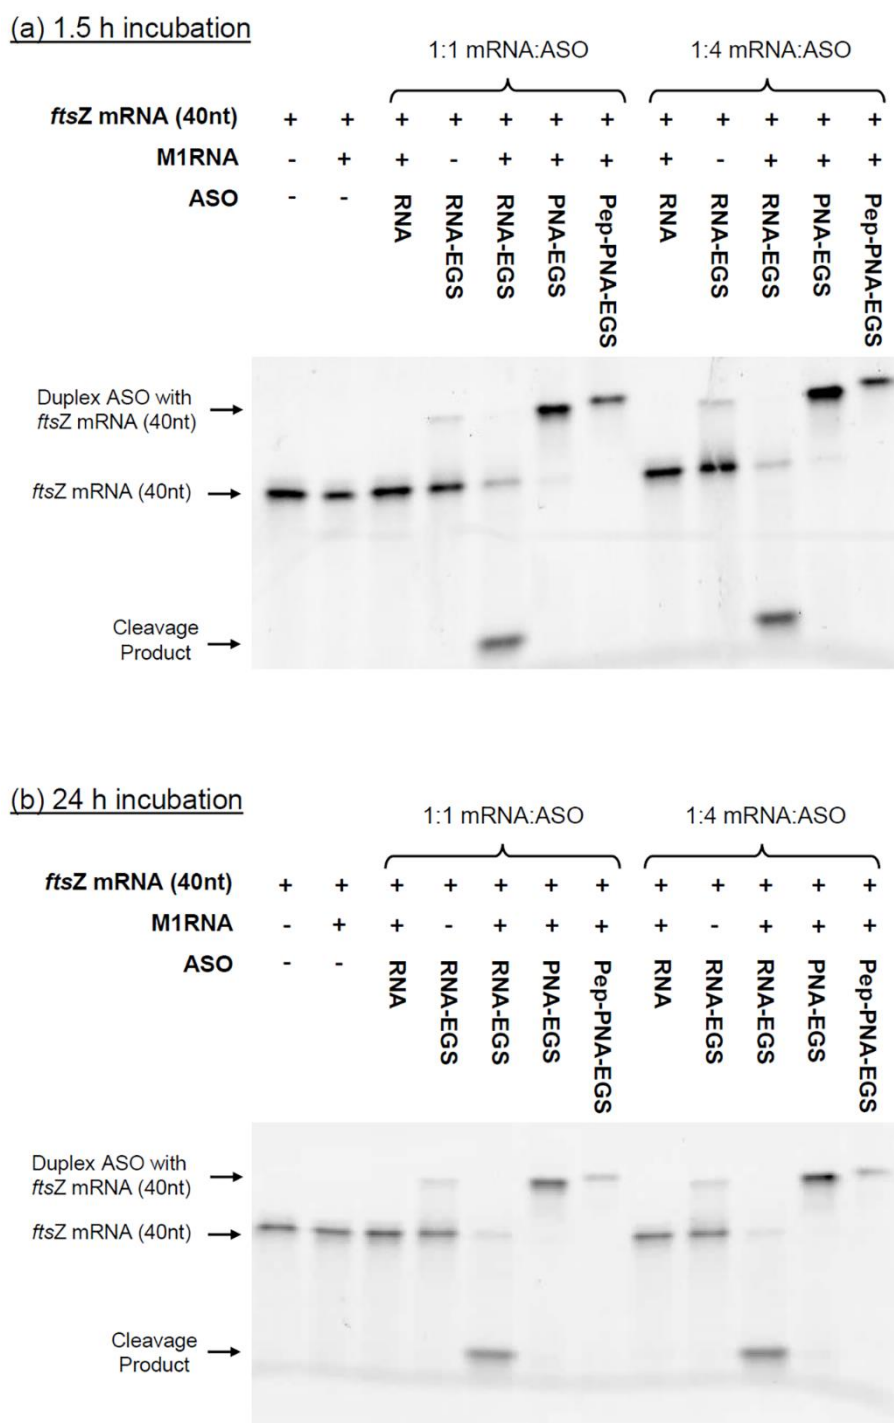 (a) 1.5 h incubation
1:1 mRNA:ASO 1:4 mRNA:ASO
ftsZ mRNA (40nt) + + + + + + + + + + + +
M1RNA - + + - + + + + - + + +
ASO - - RNA RNA-EGS RNA-EGS PNA-EGS Pep-PNA-EGS RNA RNA-EGS RNA-EGS PNA-EGS Pep-PNA-EGS
Duplex ASO with
ftsZ mRNA (40nt)
ftsZ mRNA (40nt)
Cleavage
Product
(b) 24 h incubation
1:1 mRNA:ASO 1:4 mRNA:ASO
ftsZ mRNA (40nt) + + + + + + + + + + + +
M1RNA - + + - + + + + - + + +
ASO - - RNA RNA-EGS RNA-EGS PNA-EGS Pep-PNA-EGS RNA RNA-EGS RNA-EGS PNA-EGS Pep-PNA-EGS
Duplex ASO with
ftsZ mRNA (40nt)
ftsZ mRNA (40nt)
Cleavage
Product